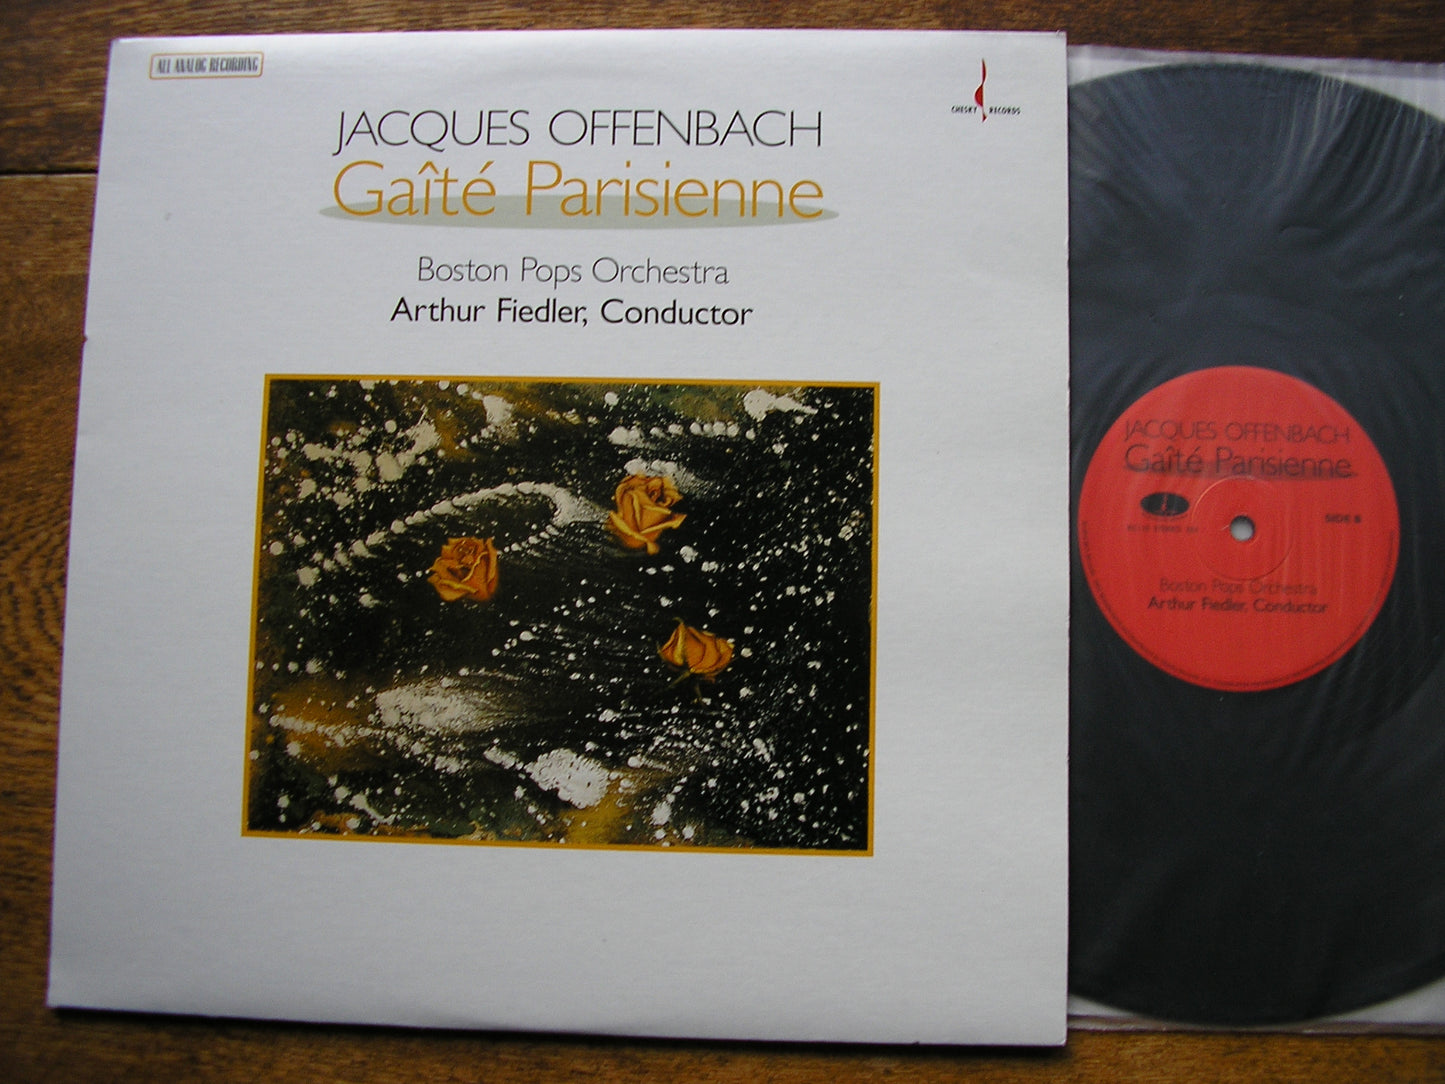 ALL ANALOG RECORDING
CHESKY RECORDS
JACQUES OFFENBACH
Gaîté Parisienne
Boston Pops Orchestra
Arthur Fiedler, Conductor
JACQUES OFFENBACH
Gaîté Parisienne
SIDE B
Boston Pops Orchestra
Arthur Fiedler, Conductor